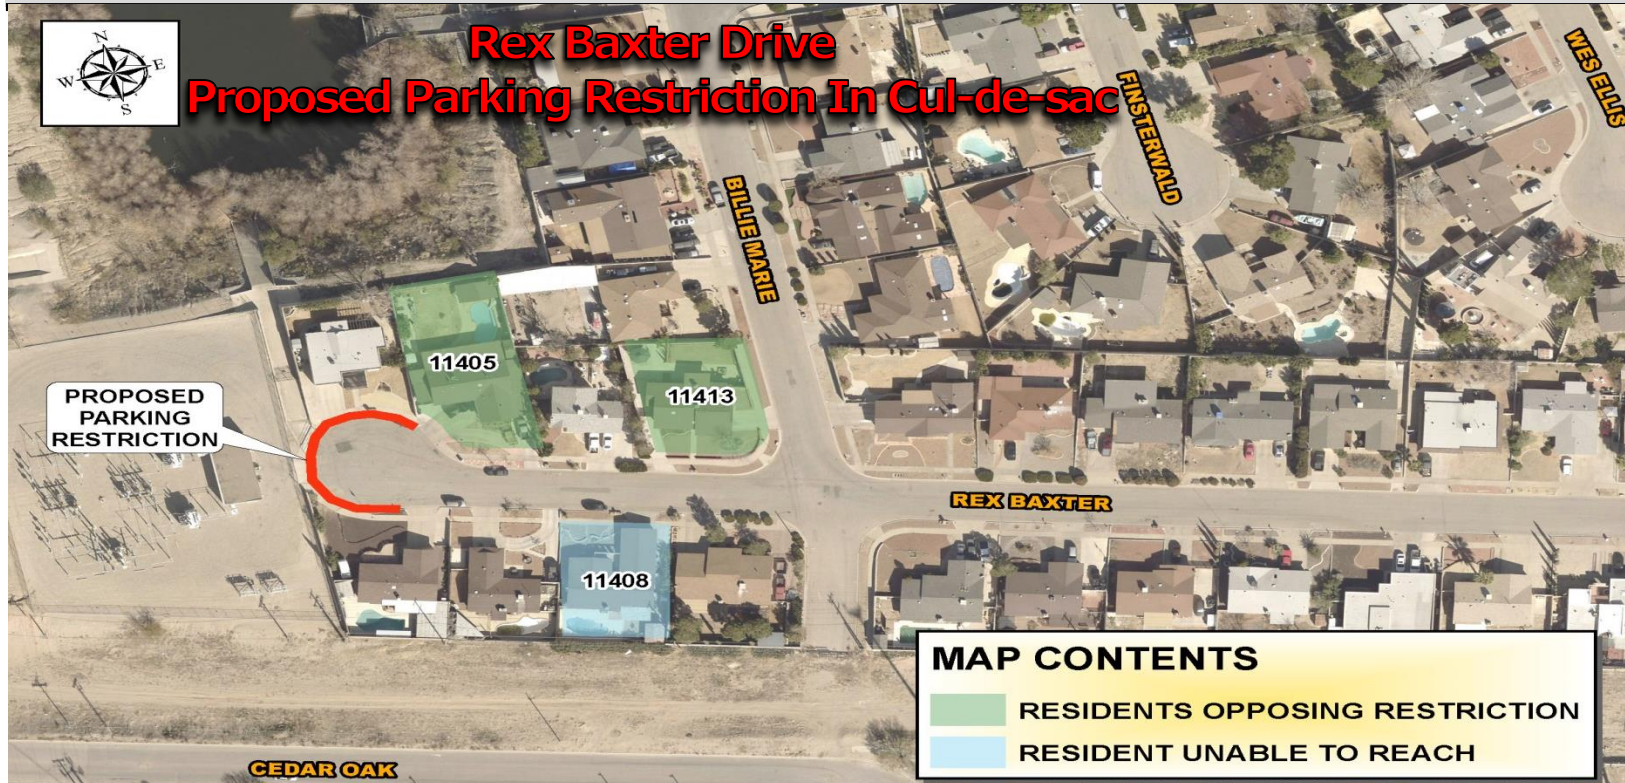 N
W
E
S
Rex Baxter Drive
Proposed Parking Restriction In Cul-de-sac
FINSTERWALD
WES ELLIS
BILLIE MARIE
11405
11413
PROPOSED
PARKING
RESTRICTION
REX BAXTER
11408
MAP CONTENTS
RESIDENTS OPPOSING RESTRICTION
RESIDENT UNABLE TO REACH
CEDAR OAK